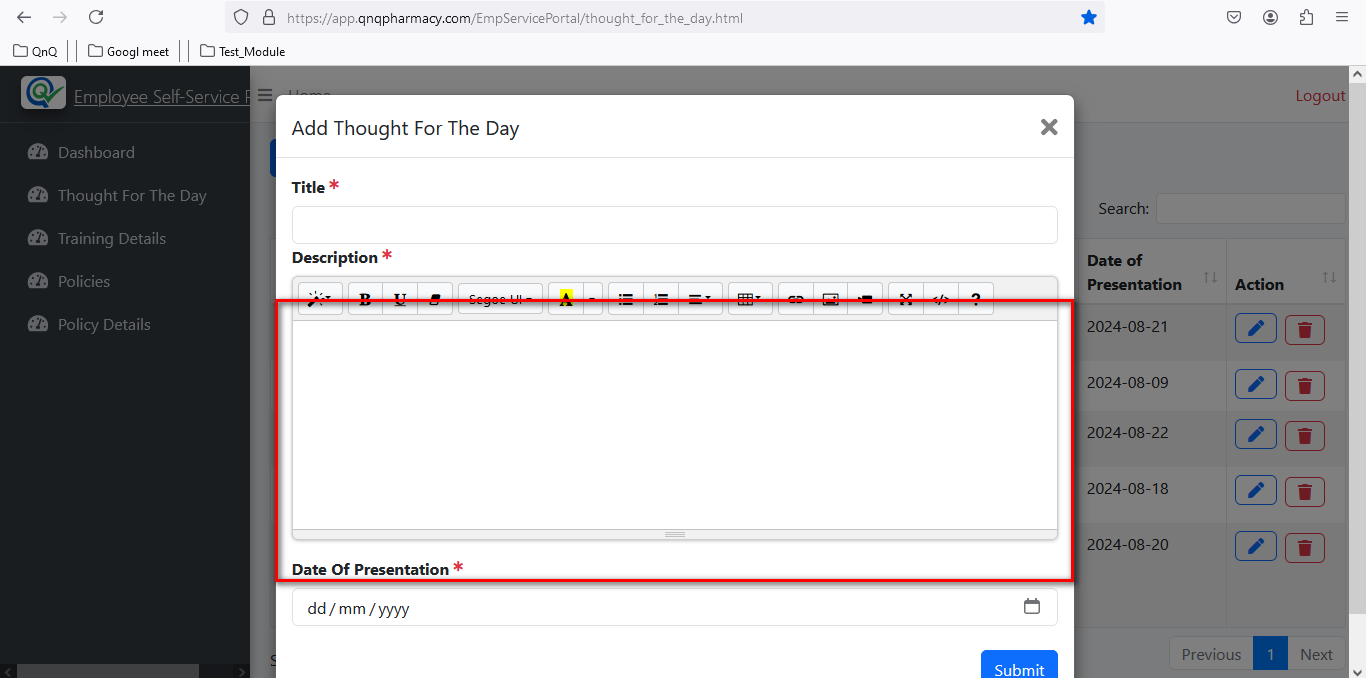 https://app.qnqpharmacy.com/EmpServicePortal/thought_for_the_day.html
QnQ
Googl meet
Test_Module
Employee Self-Service
Home
Logout
Dashboard
Thought For The Day
Training Details
Policies
Policy Details
Add Thought For The Day
Title *
Description *
B U Segoe UI A </> ?
Date Of Presentation *
dd / mm / yyyy
Submit
Search:
Date of
Presentation
Action
2024-08-21
2024-08-09
2024-08-22
2024-08-18
2024-08-20
Previous 1 Next